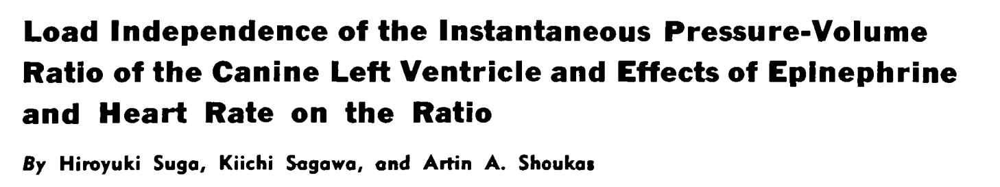 Load Independence of the Instantaneous Pressure-Volume
Ratio of the Canine Left Ventricle and Effects of Epinephrine
and Heart Rate on the Ratio
By Hiroyuki Suga, Kiichi Sagawa, and Artin A. Shoukas